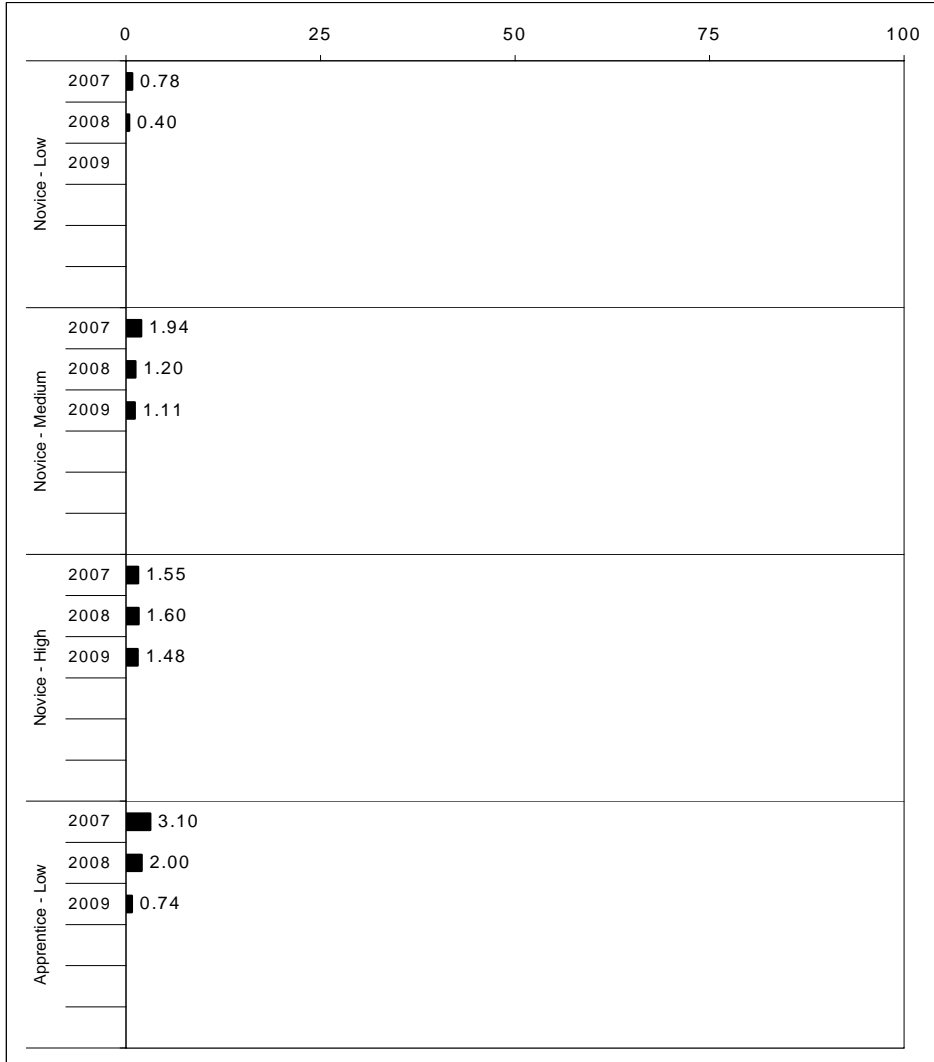 0 25 50 75 100
Novice - Low
2007 0.78
2008 0.40
2009
Novice - Medium
2007 1.94
2008 1.20
2009 1.11
Novice - High
2007 1.55
2008 1.60
2009 1.48
Apprentice - Low
2007 3.10
2008 2.00
2009 0.74